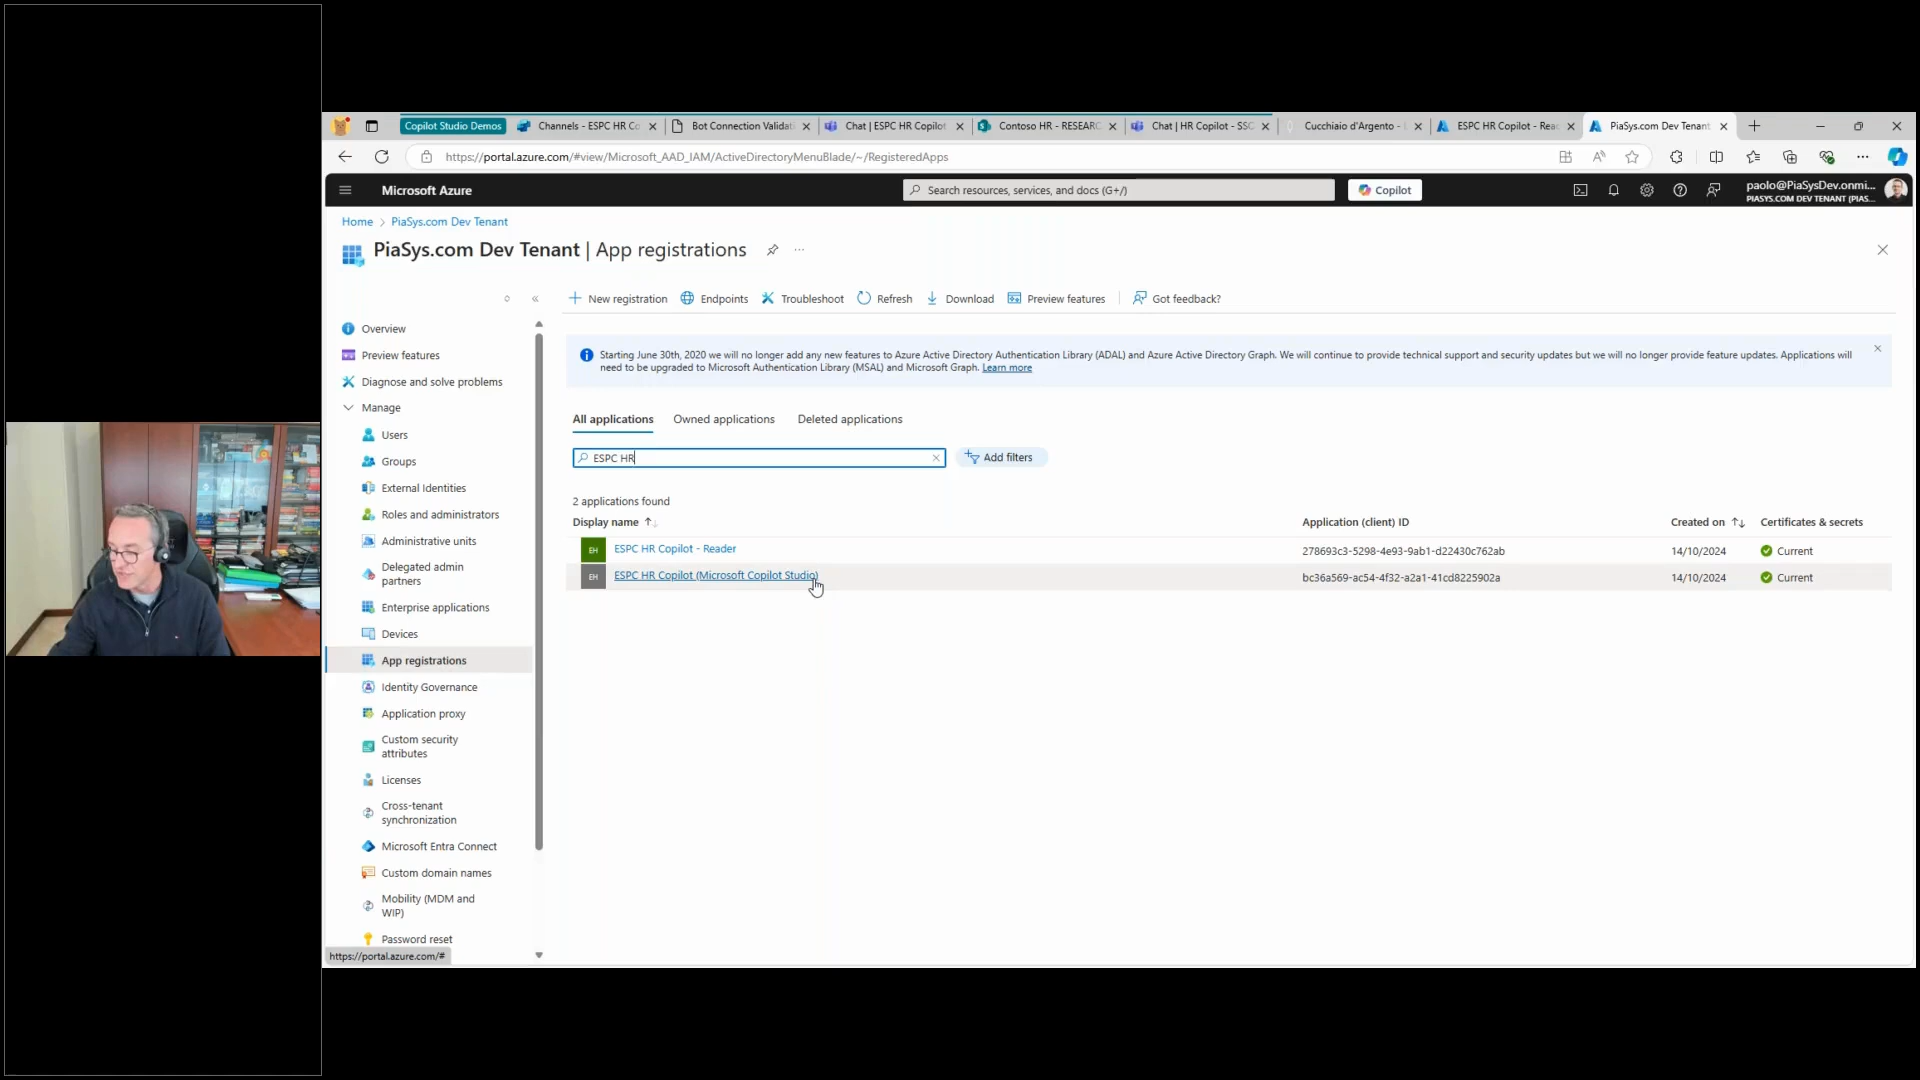 Copilot Studio Demos
Channels - ESPC HR Co
Bot Connection Validati
Chat | ESPC HR Copilot
Contoso HR - RESEARC
Chat | HR Copilot - SSC
Cucchiaio d'Argento -
ESPC HR Copilot - Rea
PiaSys.com Dev Tenant
https://portal.azure.com/#view/Microsoft_AAD_IAM/ActiveDirectoryMenuBlade/~/RegisteredApps
Microsoft Azure
Search resources, services, and docs (G+/)
Copilot
paolo@PiaSysDev.onmi...
PIASYS.COM DEV TENANT (PIAS...
Home > PiaSys.com Dev Tenant
PiaSys.com Dev Tenant | App registrations
New registration
Endpoints
Troubleshoot
Refresh
Download
Preview features
Got feedback?
Overview
Preview features
Diagnose and solve problems
Manage
Users
Groups
External Identities
Roles and administrators
Administrative units
Delegated admin
partners
Enterprise applications
Devices
App registrations
Identity Governance
Application proxy
Custom security
attributes
Licenses
Cross-tenant
synchronization
Microsoft Entra Connect
Custom domain names
Mobility (MDM and
WIP)
Password reset
https://portal.azure.com/#
Starting June 30th, 2020 we will no longer add any new features to Azure Active Directory Authentication Library (ADAL) and Azure Active Directory Graph. We will continue to provide technical support and security updates but we will no longer provide feature updates. Applications will
need to be upgraded to Microsoft Authentication Library (MSAL) and Microsoft Graph. Learn more
All applications
Owned applications
Deleted applications
ESPC HR
Add filters
2 applications found
Display name
Application (client) ID
Created on
Certificates & secrets
EH
ESPC HR Copilot - Reader
278693c3-5298-4e93-9ab1-d22430c762ab
14/10/2024
Current
EH
ESPC HR Copilot (Microsoft Copilot Studio)
bc36a569-ac54-4f32-a2a1-41cd8225902a
14/10/2024
Current